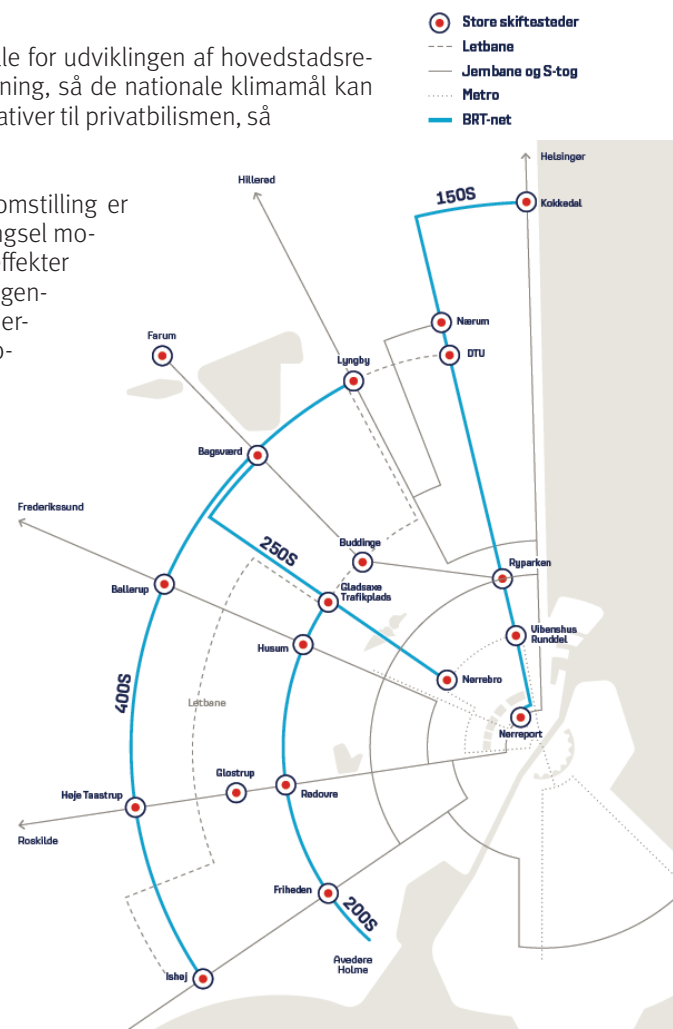 Store skiftesteder
Letbane
Jernbane og S-tog
Metro
BRT-net
lle for udviklingen af hovedstadsre-
ning, så de nationale klimamål kan
ativer til privatbilismen, så
omstilling er
ngsel mo-
effekter
gen-
er-
o-
Helsingør
Hillerød
150S
Kokkedal
Nærum
Farum
DTU
Lyngby
Bagsværd
Frederikssund
250S
Buddinge
Ryparken
Ballerup
Gladsaxe
Trafikplads
Husum
Vibenshus
Runddel
400S
Nørrebro
Letbane
Nørreport
Glostrup
Høje Taastrup
Rødovre
Roskilde
Friheden
200S
Avedøre
Holme
Ishøj